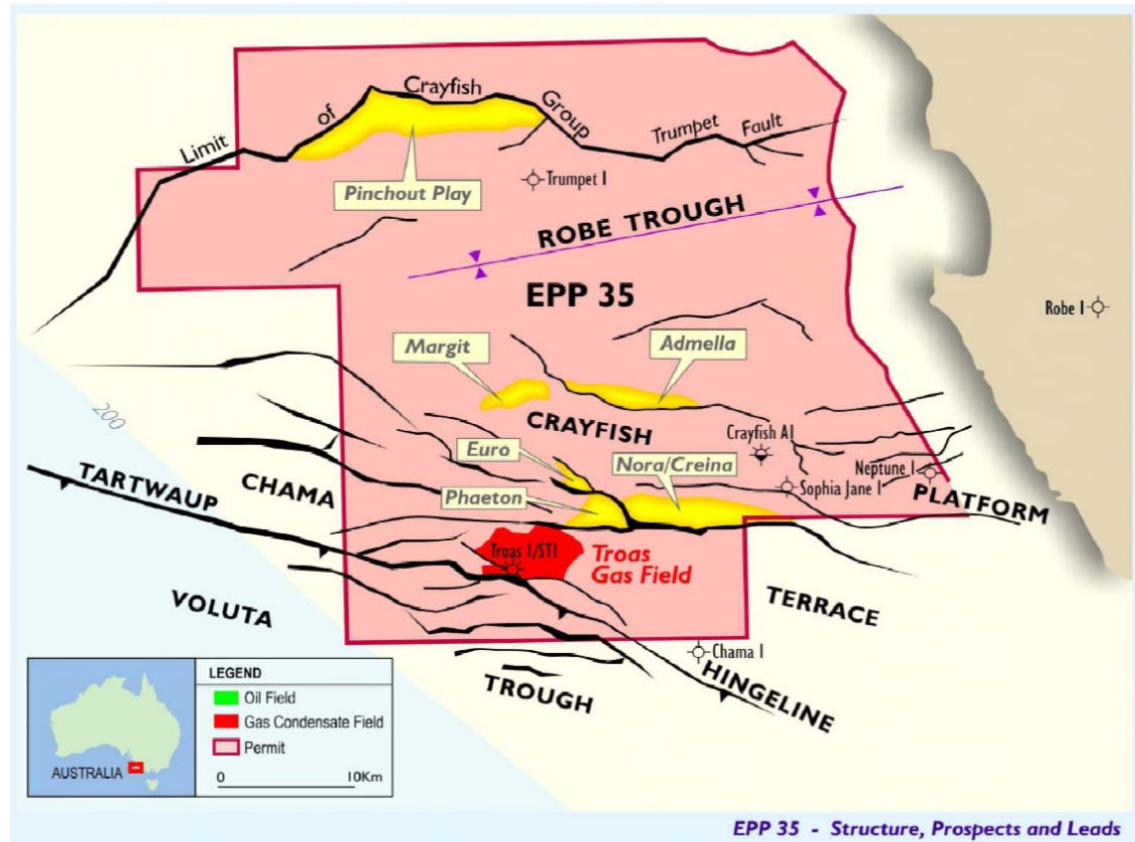 Limit of Crayfish Group
Trumpet Fault
Pinchout Play
Trumpet 1
ROBE TROUGH
EPP 35
Robe 1
Margit
Admella
200
CRAYFISH
Crayfish A1
Euro
Nora/Creina
Neptune 1
TARTWAUP
CHAMA
Phaeton
Sophia Jane 1
PLATFORM
Troas 1/ST1
Troas
Gas Field
VOLUTA
TERRACE
Chama 1
TROUGH
HINGELINE
LEGEND
Oil Field
Gas Condensate Field
Permit
0 10Km
AUSTRALIA
EPP 35 - Structure, Prospects and Leads